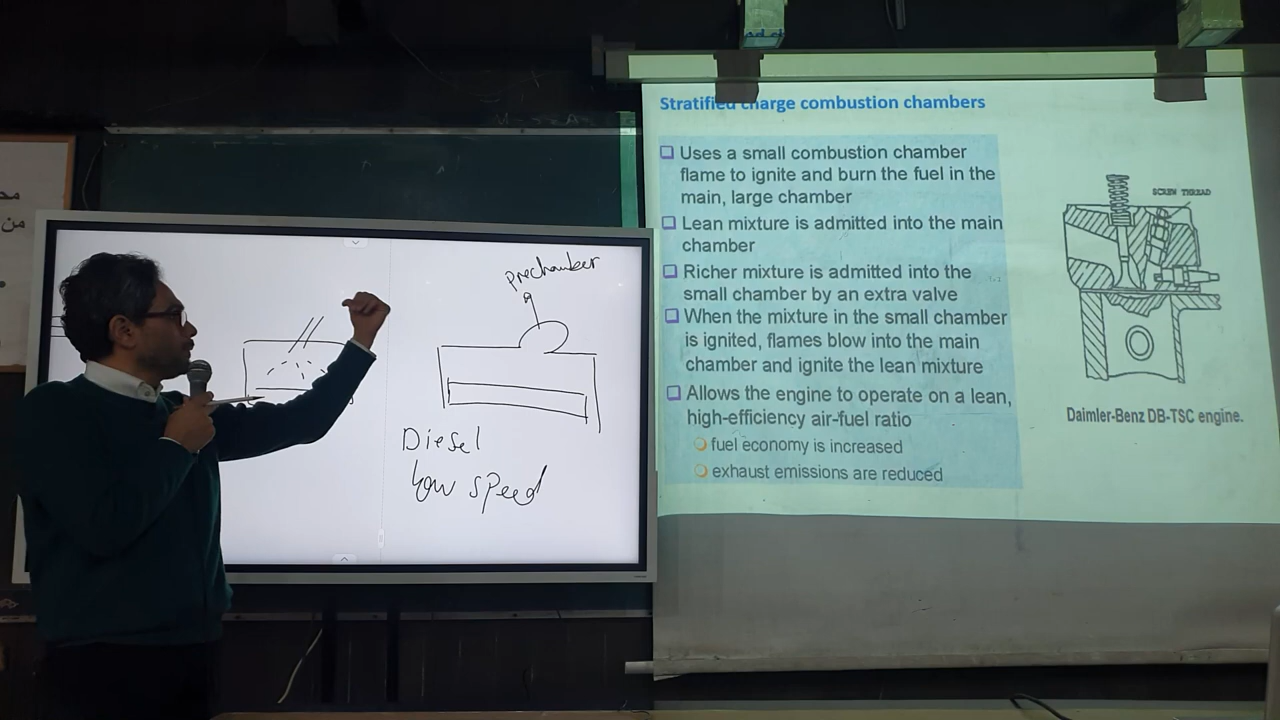 محا
من
prechamber
Diesel
Low speed
Stratified charge combustion chambers
Uses a small combustion chamber
flame to ignite and burn the fuel in the
main, large chamber
Lean mixture is admitted into the main
chamber
Richer mixture is admitted into the
small chamber by an extra valve
When the mixture in the small chamber
is ignited, flames blow into the main
chamber and ignite the lean mixture
Allows the engine to operate on a lean,
high-efficiency air-fuel ratio
fuel economy is increased
exhaust emissions are reduced
SCREW THREAD
Daimler-Benz DB-TSC engine.